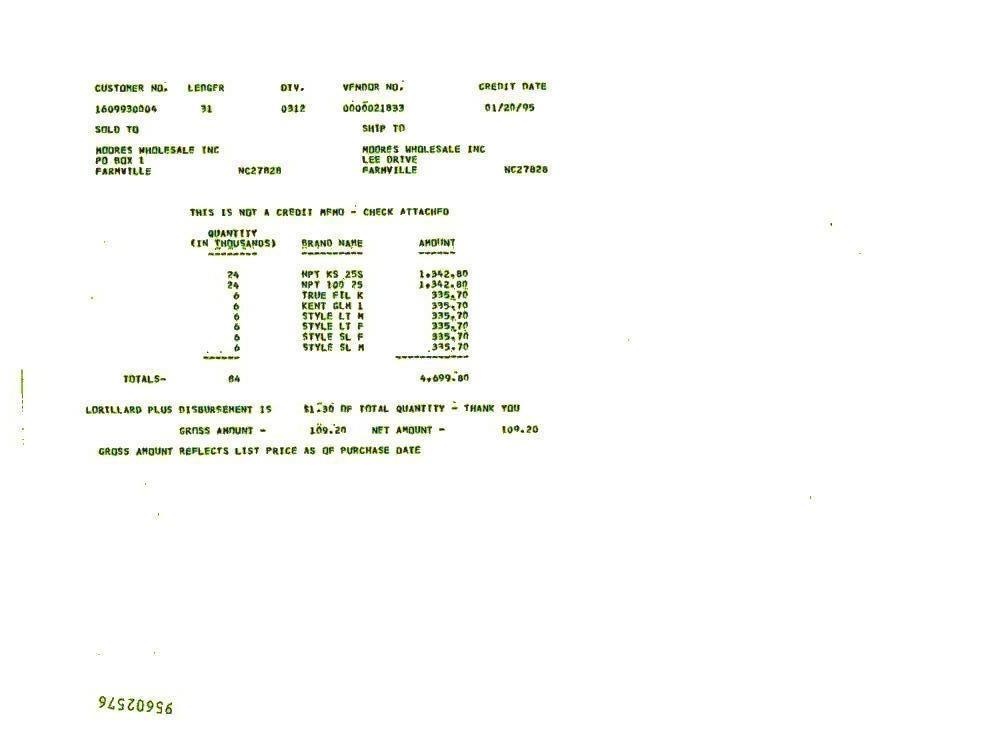 CUSTOMER NO. LEDGER DIV. VENDOR NO. CREDIT DATE
1609930004 31 0312 0000021833 01/20/95
SOLD TO SHIP TO
MOORES WHOLESALE INC MOORES WHOLESALE INC
PO BOX 1 LEE DRIVE
FARMVILLE NC27828 FARMVILLE NC27828
THIS IS NOT A CREDIT MEMO - CHECK ATTACHED
QUANTITY
(IN THOUSANDS) BRAND NAME AMOUNT
24 NPT KS 25S 1,342.80
24 NPT 100 25 1,342.80
6 TRUE FIL K 335.70
6 KENT GLM L 335.70
6 STYLE LT M 335.70
6 STYLE LT F 335.70
6 STYLE SL F 335.70
6 STYLE SL M 335.70
TOTALS- 84 4,699.80
LORILLARD PLUS DISBURSEMENT IS $1.30 OF TOTAL QUANTITY - THANK YOU
GROSS AMOUNT - 109.20 NET AMOUNT - 109.20
GROSS AMOUNT REFLECTS LIST PRICE AS OF PURCHASE DATE
95602576